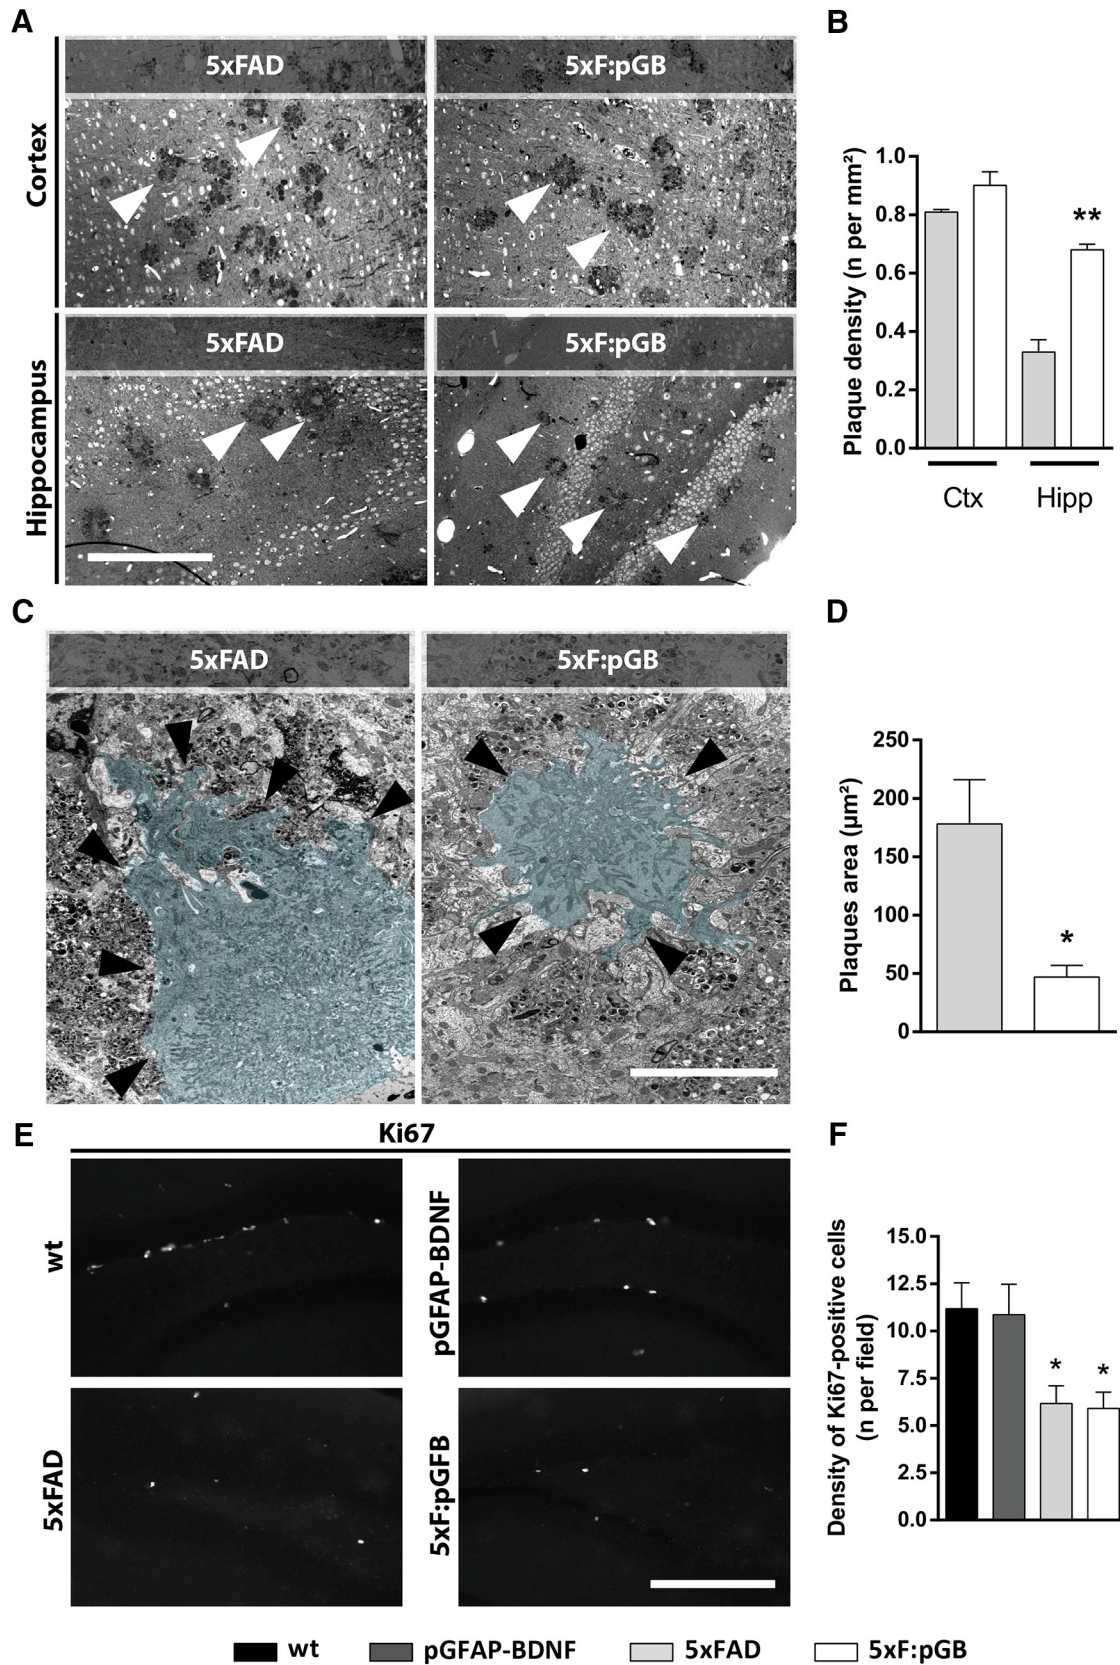 A
5xFAD
5xF:pGB
Cortex
5xFAD
5xF:pGB
Hippocampus
B
Plaque density (n per mm²)
1.0
0.8
0.6
0.4
0.2
0.0
**
Ctx
Hipp
C
5xFAD
5xF:pGB
D
Plaques area (µm²)
250
200
150
100
50
0
*
E
Ki67
wt
pGFAP-BDNF
5xFAD
5xF:pGFB
F
Density of Ki67-positive cells
(n per field)
15.0
12.5
10.0
7.5
5.0
2.5
0.0
*
*
wt
pGFAP-BDNF
5xFAD
5xF:pGB